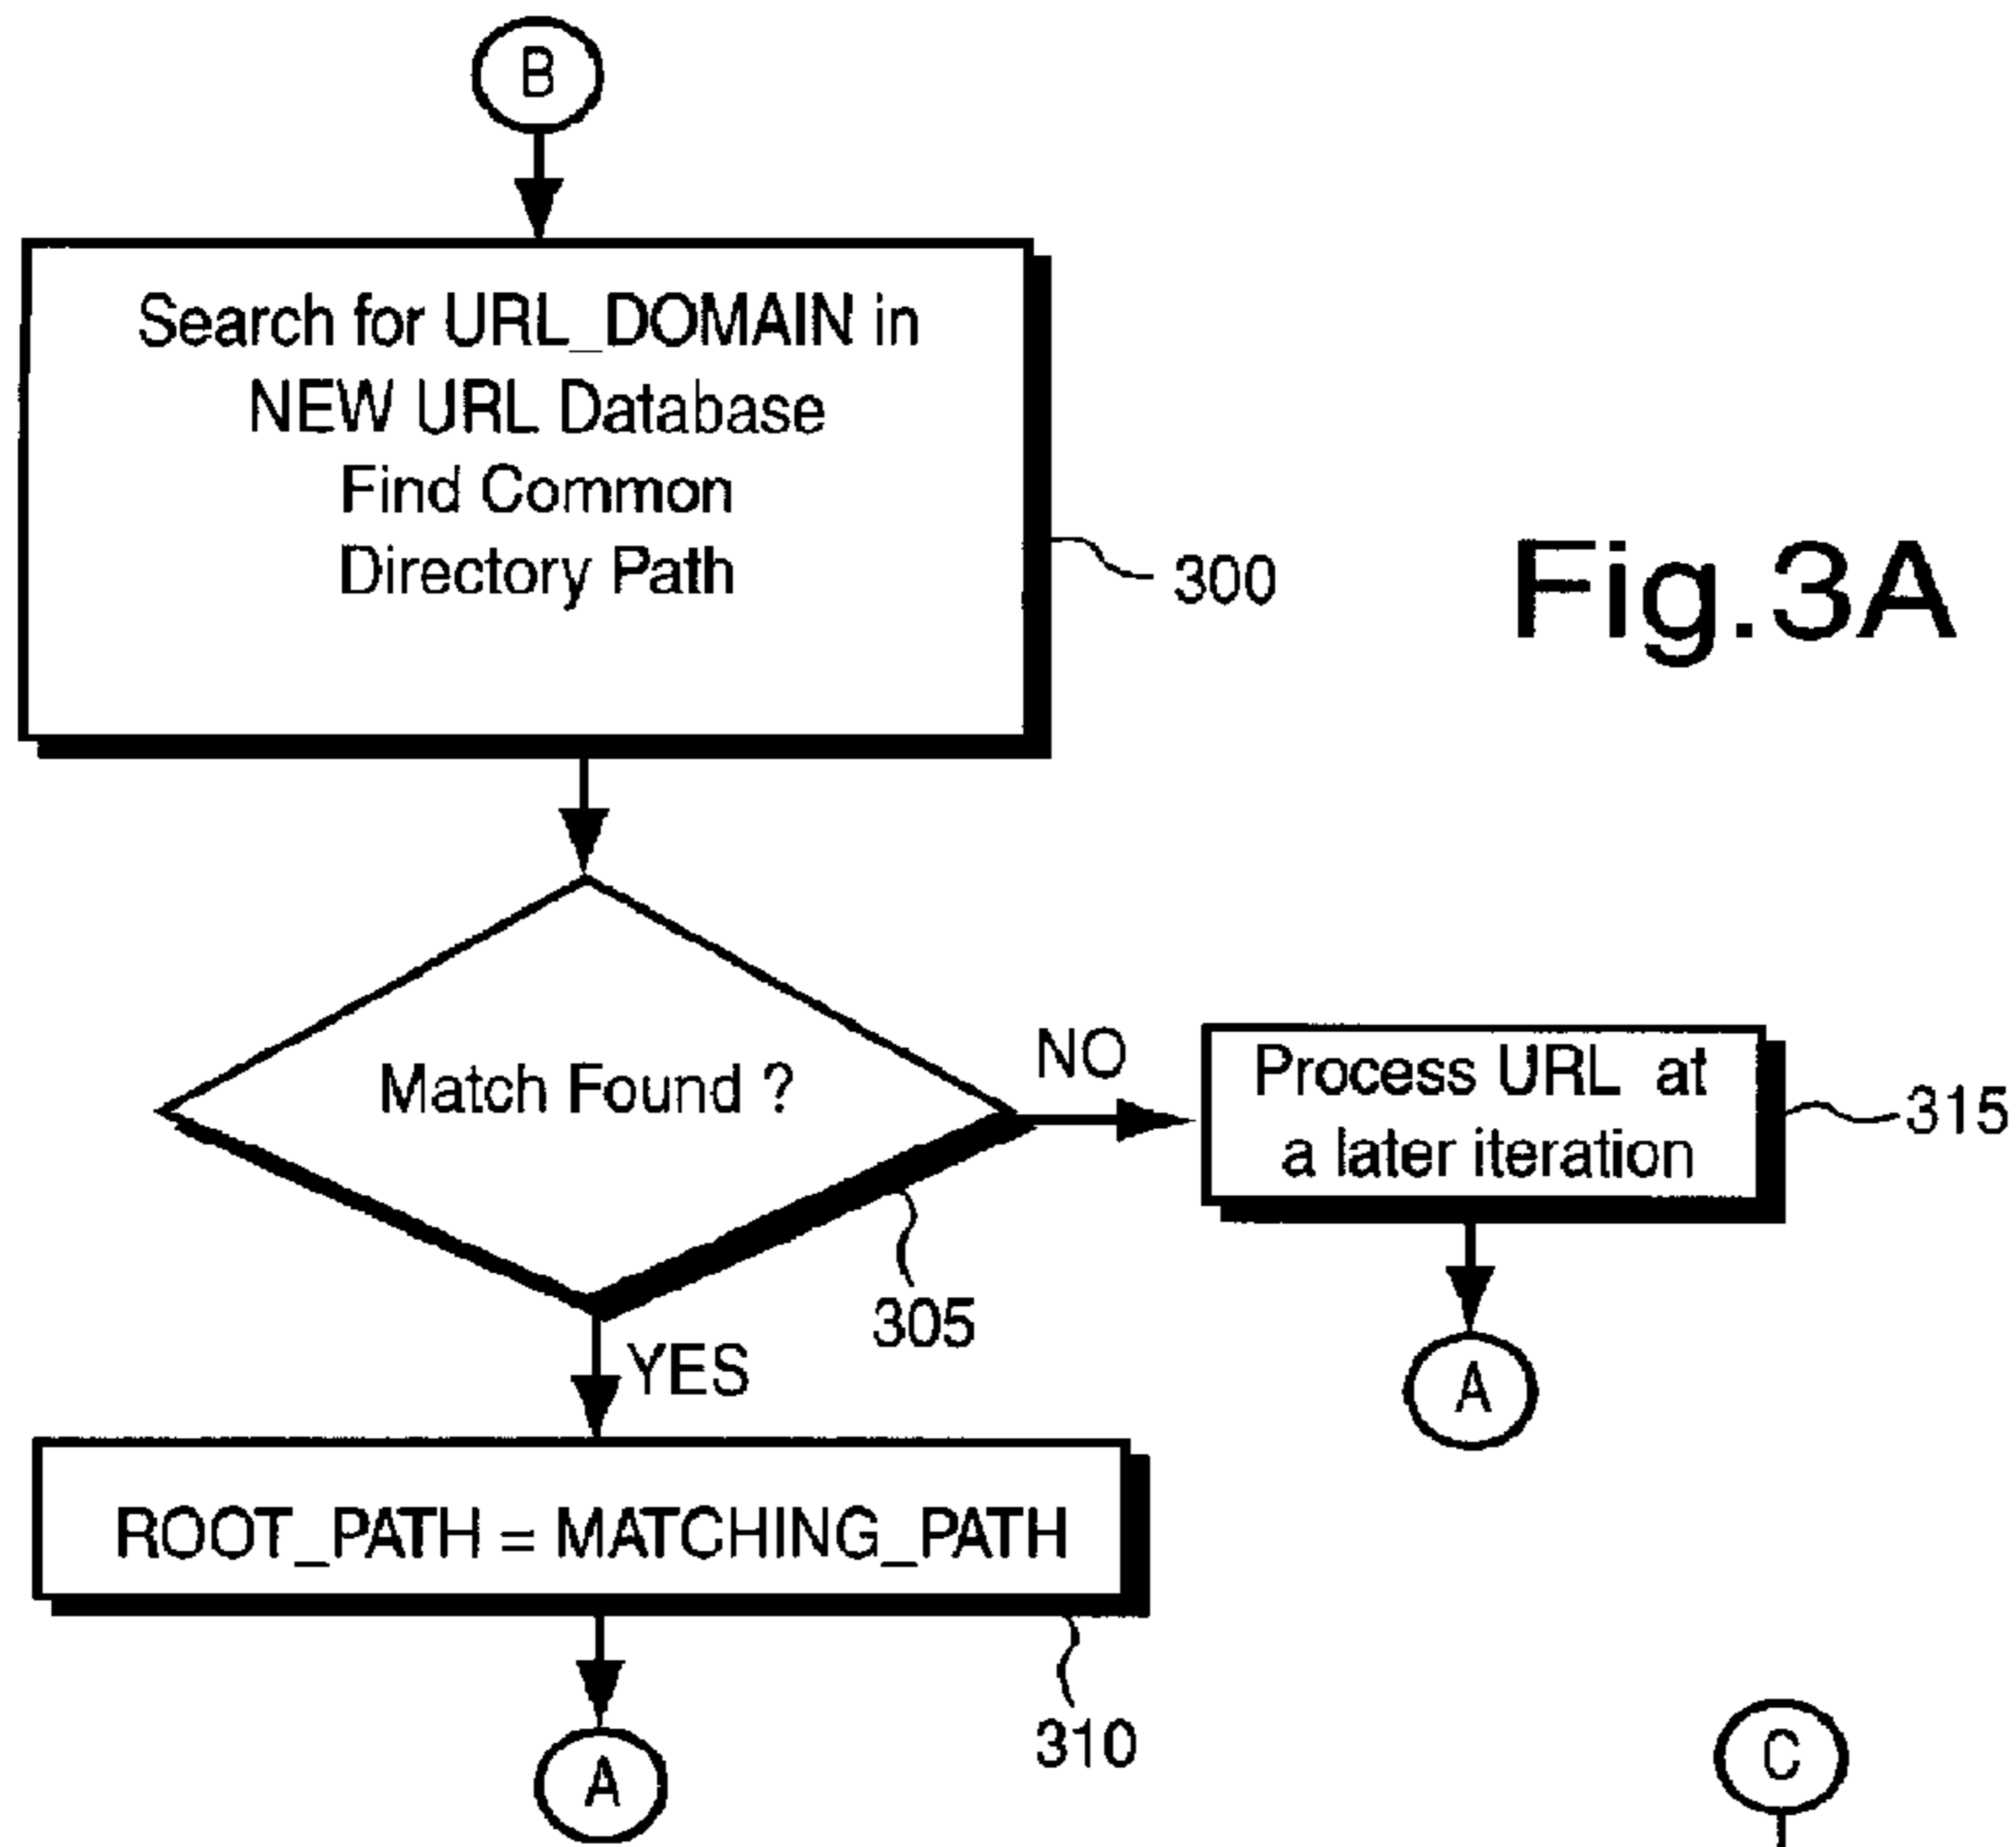 B
Search for URL_DOMAIN in
NEW URL Database
Find Common
Directory Path
300
Fig.3A
Match Found ?
NO
Process URL at
a later iteration
315
305
YES
A
ROOT_PATH = MATCHING_PATH
310
A
C